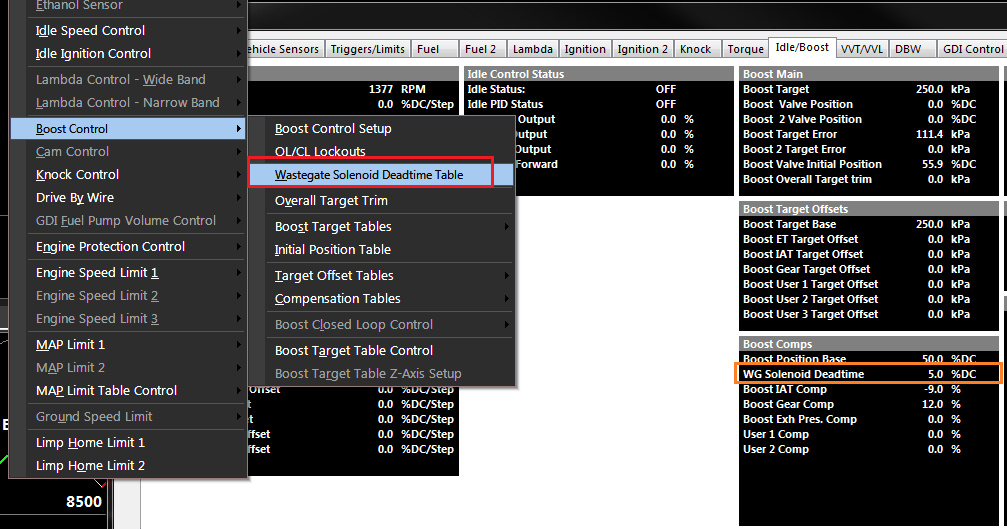 Ethanol Sensor
Idle Speed Control
Idle Ignition Control
Lambda Control - Wide Band
Lambda Control - Narrow Band
Boost Control
Cam Control
Knock Control
Drive By Wire
GDI Fuel Pump Volume Control
Engine Protection Control
Engine Speed Limit 1
Engine Speed Limit 2
Engine Speed Limit 3
MAP Limit 1
MAP Limit 2
MAP Limit Table Control
Ground Speed Limit
Limp Home Limit 1
Limp Home Limit 2
8500
Boost Control Setup
OL/CL Lockouts
Wastegate Solenoid Deadtime Table
Overall Target Trim
Boost Target Tables
Initial Position Table
Target Offset Tables
Compensation Tables
Boost Closed Loop Control
Boost Target Table Control
Boost Target Table Z-Axis Setup
ehicle Sensors Triggers/Limits Fuel Fuel 2 Lambda Ignition Ignition 2 Knock Torque Idle/Boost VVT/VVL DBW GDI Control
1377 RPM
0.0 %DC/Step
Offset 0.0 %DC/Step
et 0.0 %DC/Step
et 0.0 %DC/Step
ffset 0.0 %DC/Step
ffset 0.0 %DC/Step
Idle Control Status
Idle Status: OFF
Idle PID Status OFF
Output 0.0 %
utput 0.0 %
utput 0.0 %
orward 0.0 %
Boost Main
Boost Target 250.0 kPa
Boost Valve Position 0.0 %DC
Boost 2 Valve Position 0.0 %DC
Boost Target Error 111.4 kPa
Boost 2 Target Error 0.0 kPa
Boost Valve Initial Position 55.9 %DC
Boost Overall Target trim 0.0 kPa
Boost Target Offsets
Boost Target Base 250.0 kPa
Boost ET Target Offset 0.0 kPa
Boost IAT Target Offset 0.0 kPa
Boost Gear Target Offset 0.0 kPa
Boost User 1 Target Offset 0.0 kPa
Boost User 2 Target Offset 0.0 kPa
Boost User 3 Target Offset 0.0 kPa
Boost Comps
Boost Position Base 50.0 %DC
WG Solenoid Deadtime 5.0 %DC
Boost IAT Comp -9.0 %
Boost Gear Comp 12.0 %
Boost Exh Pres. Comp 0.0 %
User 1 Comp 0.0 %
User 2 Comp 0.0 %